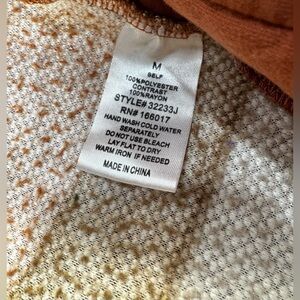 M
SELF
100%POLYESTER
CONTRAST
100%RAYON
STYLE# 32233J
RN# 166017
HAND WASH COLD WATER
SEPARATELY
DO NOT USE BLEACH
LAY FLAT TO DRY
WARM IRON IF NEEDED
MADE IN CHINA